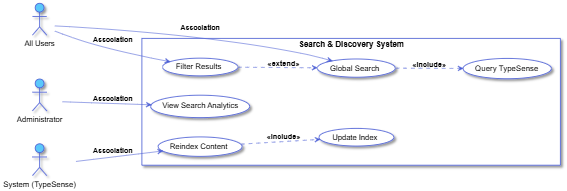 Association
All Users
Association
Search & Discovery System
Filter Results
«extend»
Global Search
«include»
Query TypeSense
Administrator
Association
View Search Analytics
System (TypeSense)
Association
Reindex Content
«include»
Update Index